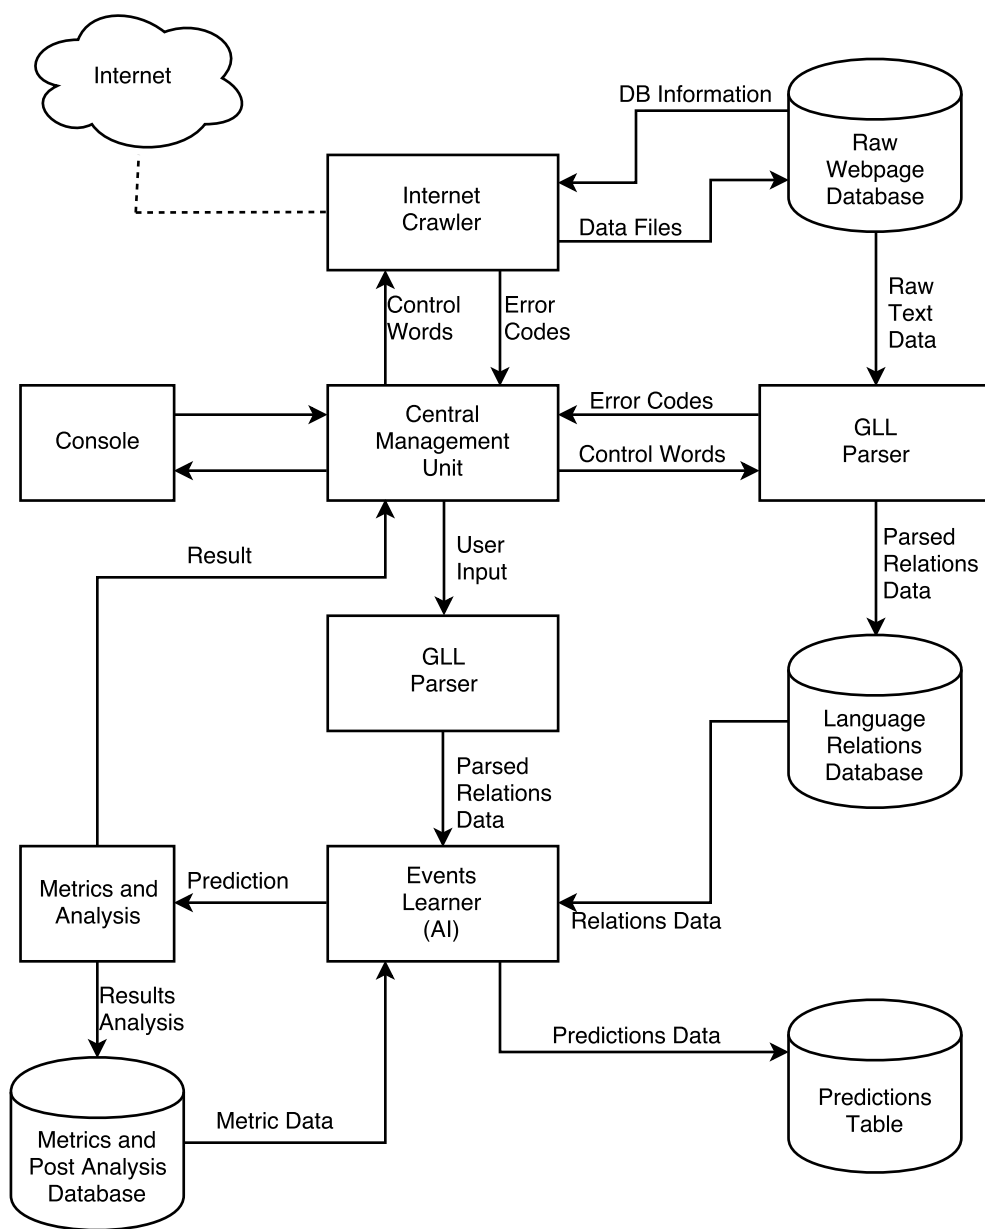 Internet
DB Information
Raw
Webpage
Database
Internet
Crawler
Data Files
Control
Words
Error
Codes
Raw
Text
Data
Console
Central
Management
Unit
Error Codes
Control Words
GLL
Parser
Result
User
Input
Parsed
Relations
Data
GLL
Parser
Language
Relations
Database
Parsed
Relations
Data
Metrics and
Analysis
Prediction
Events
Learner
(AI)
Relations Data
Results
Analysis
Predictions Data
Predictions
Table
Metric Data
Metrics and
Post Analysis
Database